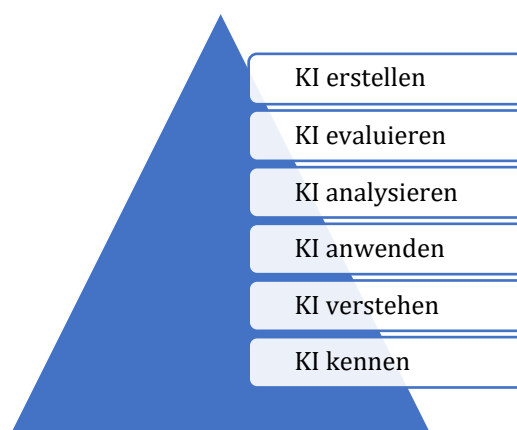 KI erstellen
KI evaluieren
KI analysieren
KI anwenden
KI verstehen
KI kennen